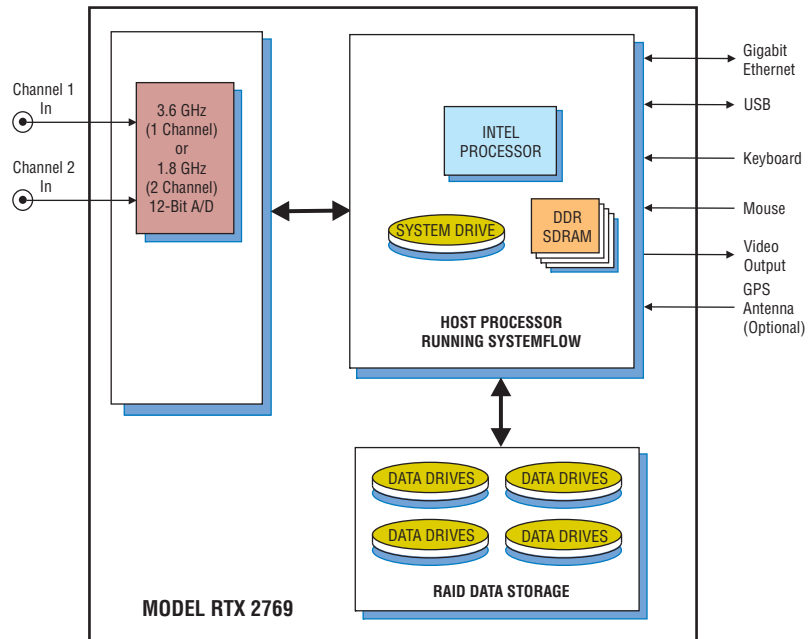 Channel 1
In
Channel 2
In
3.6 GHz
(1 Channel)
or
1.8 GHz
(2 Channel)
12-Bit A/D
INTEL
PROCESSOR
SYSTEM DRIVE
DDR
SDRAM
HOST PROCESSOR
RUNNING SYSTEMFLOW
Gigabit
Ethernet
USB
Keyboard
Mouse
Video
Output
GPS
Antenna
(Optional)
DATA DRIVES
DATA DRIVES
DATA DRIVES
DATA DRIVES
RAID DATA STORAGE
MODEL RTX 2769